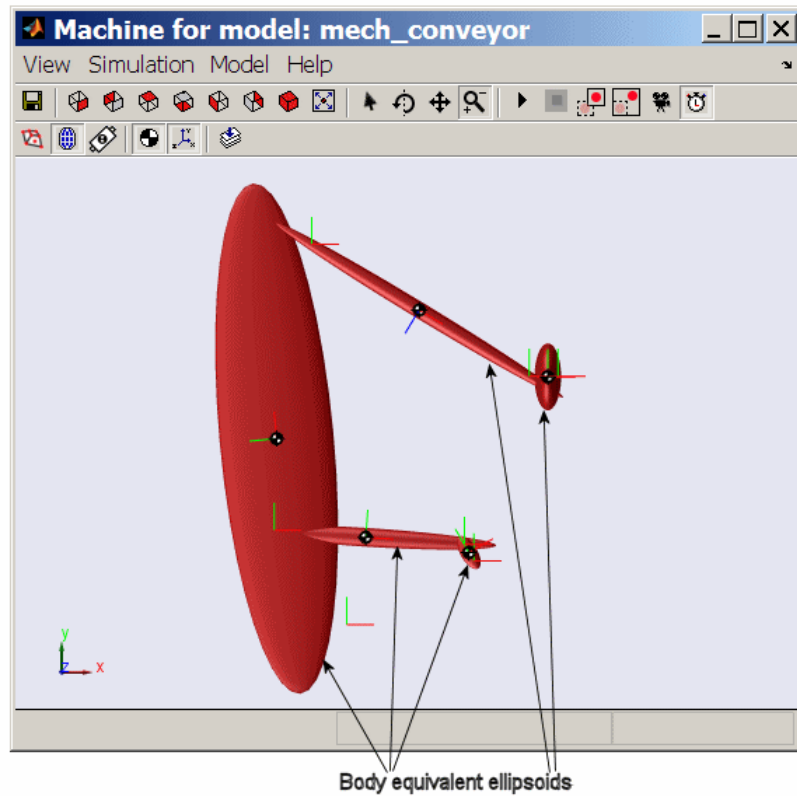 Machine for model: mech_conveyor
View Simulation Model Help
y
z x
Body equivalent ellipsoids